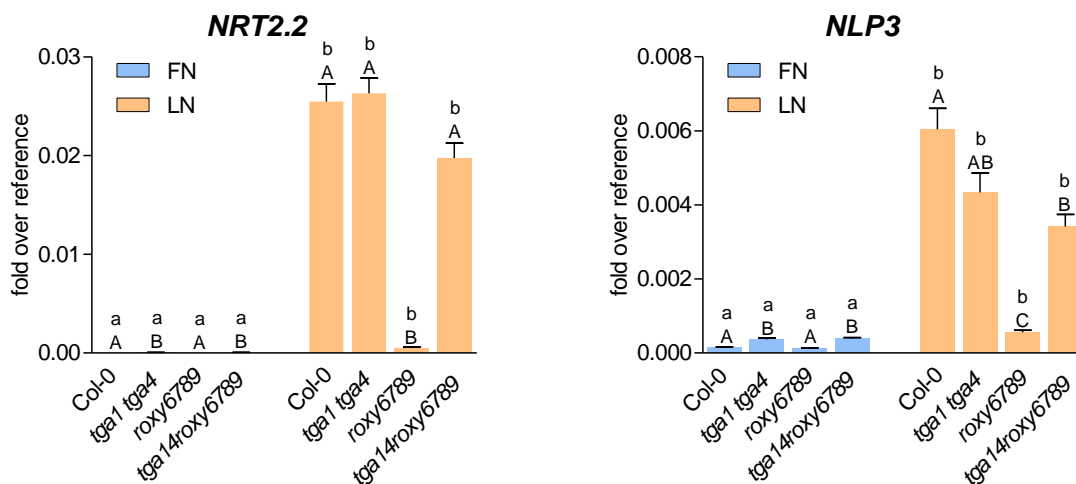 NRT2.2
fold over reference
0.03
0.02
0.01
0.00
FN
LN
a a a a b b b b
A B A B A A B A
Col-0
tga1 tga4
roxy6789
tga14roxy6789
Col-0
tga1 tga4
roxy6789
tga14roxy6789
NLP3
fold over reference
0.008
0.006
0.004
0.002
0.000
FN
LN
a a a a b b b b
A B A B A AB C B
Col-0
tga1 tga4
roxy6789
tga14roxy6789
Col-0
tga1 tga4
roxy6789
tga14roxy6789